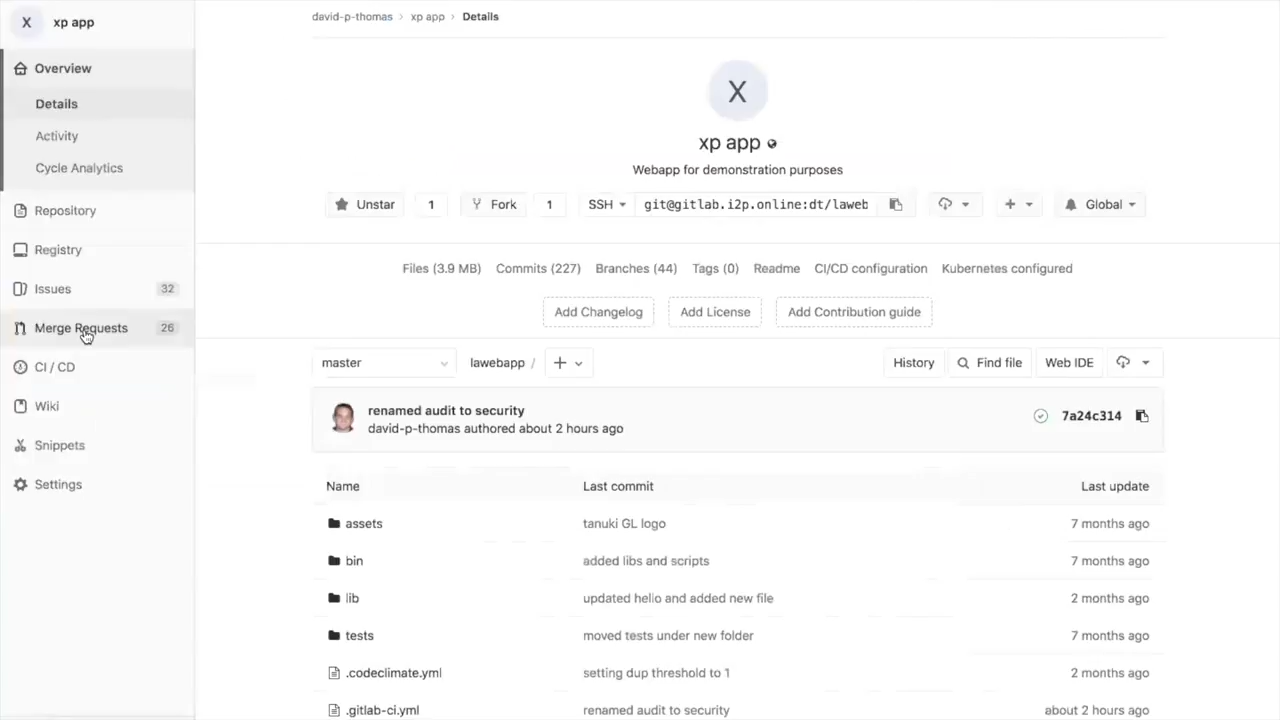 X xp app
Overview
Details
Activity
Cycle Analytics
Repository
Registry
Issues 32
Merge Requests 26
CI / CD
Wiki
Snippets
Settings
david-p-thomas › xp app › Details
X
xp app
Webapp for demonstration purposes
Unstar 1 Fork 1 SSH git@gitlab.i2p.online:dt/laweb + Global
Files (3.9 MB) Commits (227) Branches (44) Tags (0) Readme CI/CD configuration Kubernetes configured
Add Changelog Add License Add Contribution guide
master lawebapp / + History Find file Web IDE
renamed audit to security
david-p-thomas authored about 2 hours ago
7a24c314
Name Last commit Last update
assets tanuki GL logo 7 months ago
bin added libs and scripts 7 months ago
lib updated helio and added new file 2 months ago
tests moved tests under new folder 7 months ago
.codeclimate.yml setting dup threshold to 1 2 months ago
.gitlab-ci.yml renamed audit to security about 2 hours ago